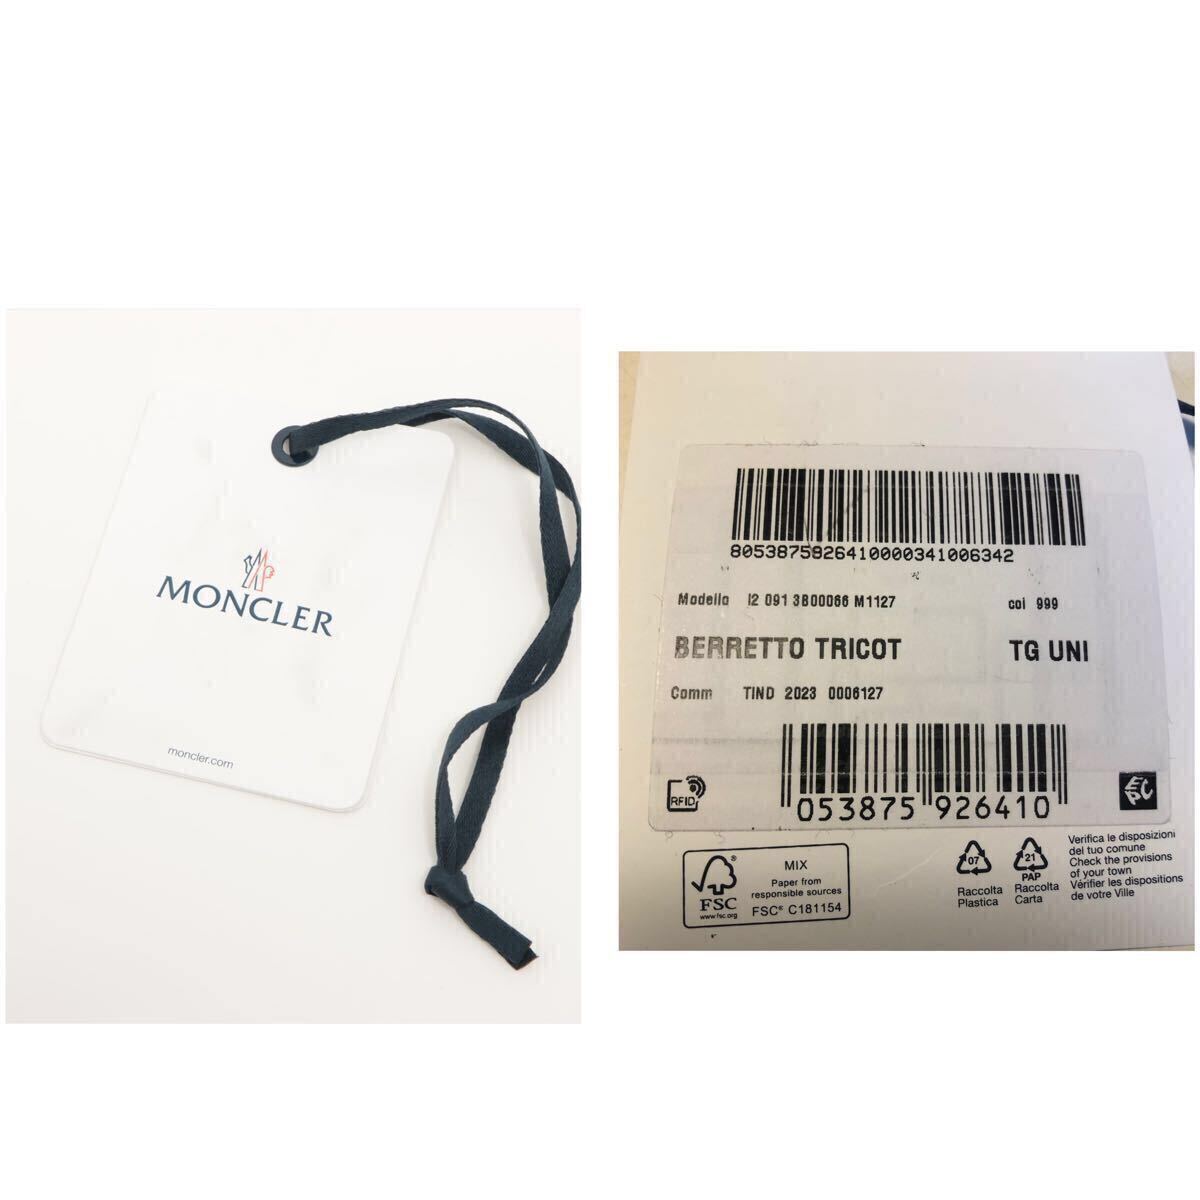 MONCLER
moncler.com
8053875926410000341006342
Modello I2 091 3B00066 M1127 col 999
BERRETTO TRICOT TG UNI
Comm TIND 2023 0006127
RFID
EPC
053875 926410
FSC
www.fsc.org
MIX
Paper from
responsible sources
FSC® C181154
07
Raccolta
Plastica
21
PAP
Raccolta
Carta
Verifica le disposizioni
del tuo comune
Check the provisions
of your town
Vérifier les dispositions
de votre Ville